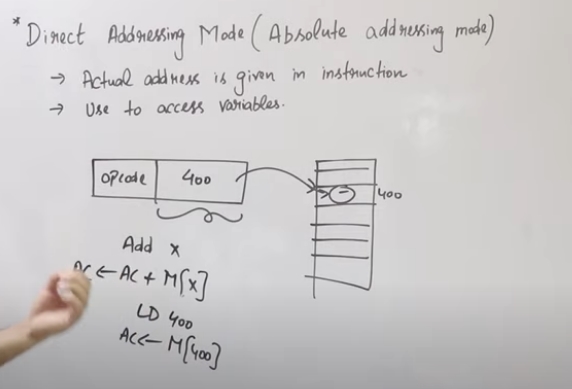 * Direct Addressing Mode (Absolute addressing mode)
→ Actual address is given in instruction
→ Use to access variables.
opcode 400
400
Add x
AC ← AC + M[x]
LD 400
AC ← M[400]